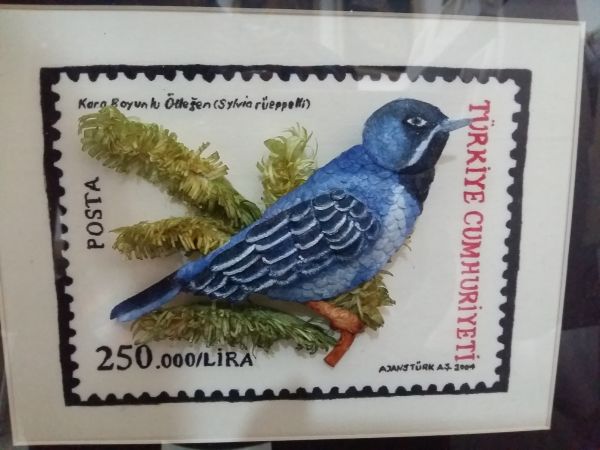 Kara Boyunlu Ötleğen (Sylvia rüeppelli)
TÜRKİYE CUMHURİYETİ
POSTA
250.000/LİRA
AJANSTÜRK A.Ş. 2004